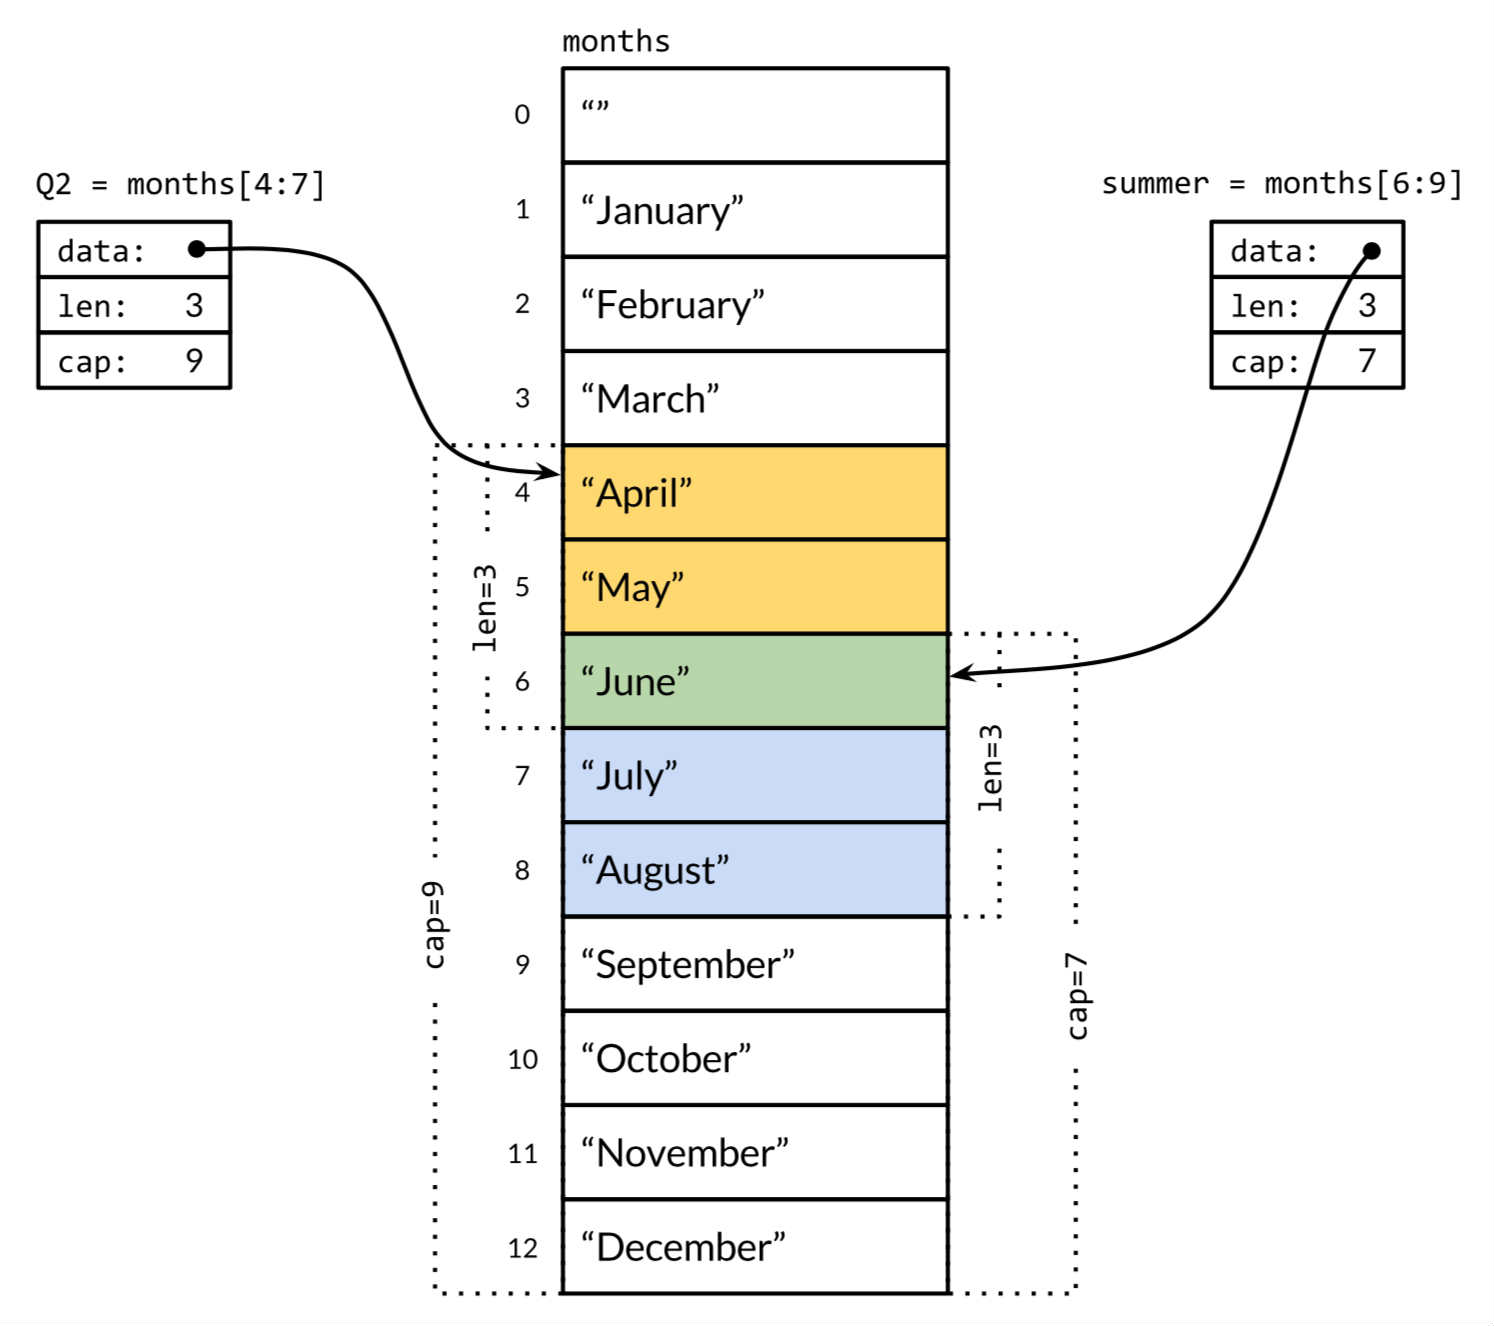 months
0 “”
1 “January”
2 “February”
3 “March”
4 “April”
5 “May”
6 “June”
7 “July”
8 “August”
9 “September”
10 “October”
11 “November”
12 “December”
Q2 = months[4:7]
data:
len: 3
cap: 9
len=3
cap=9
summer = months[6:9]
data:
len: 3
cap: 7
len=3
cap=7